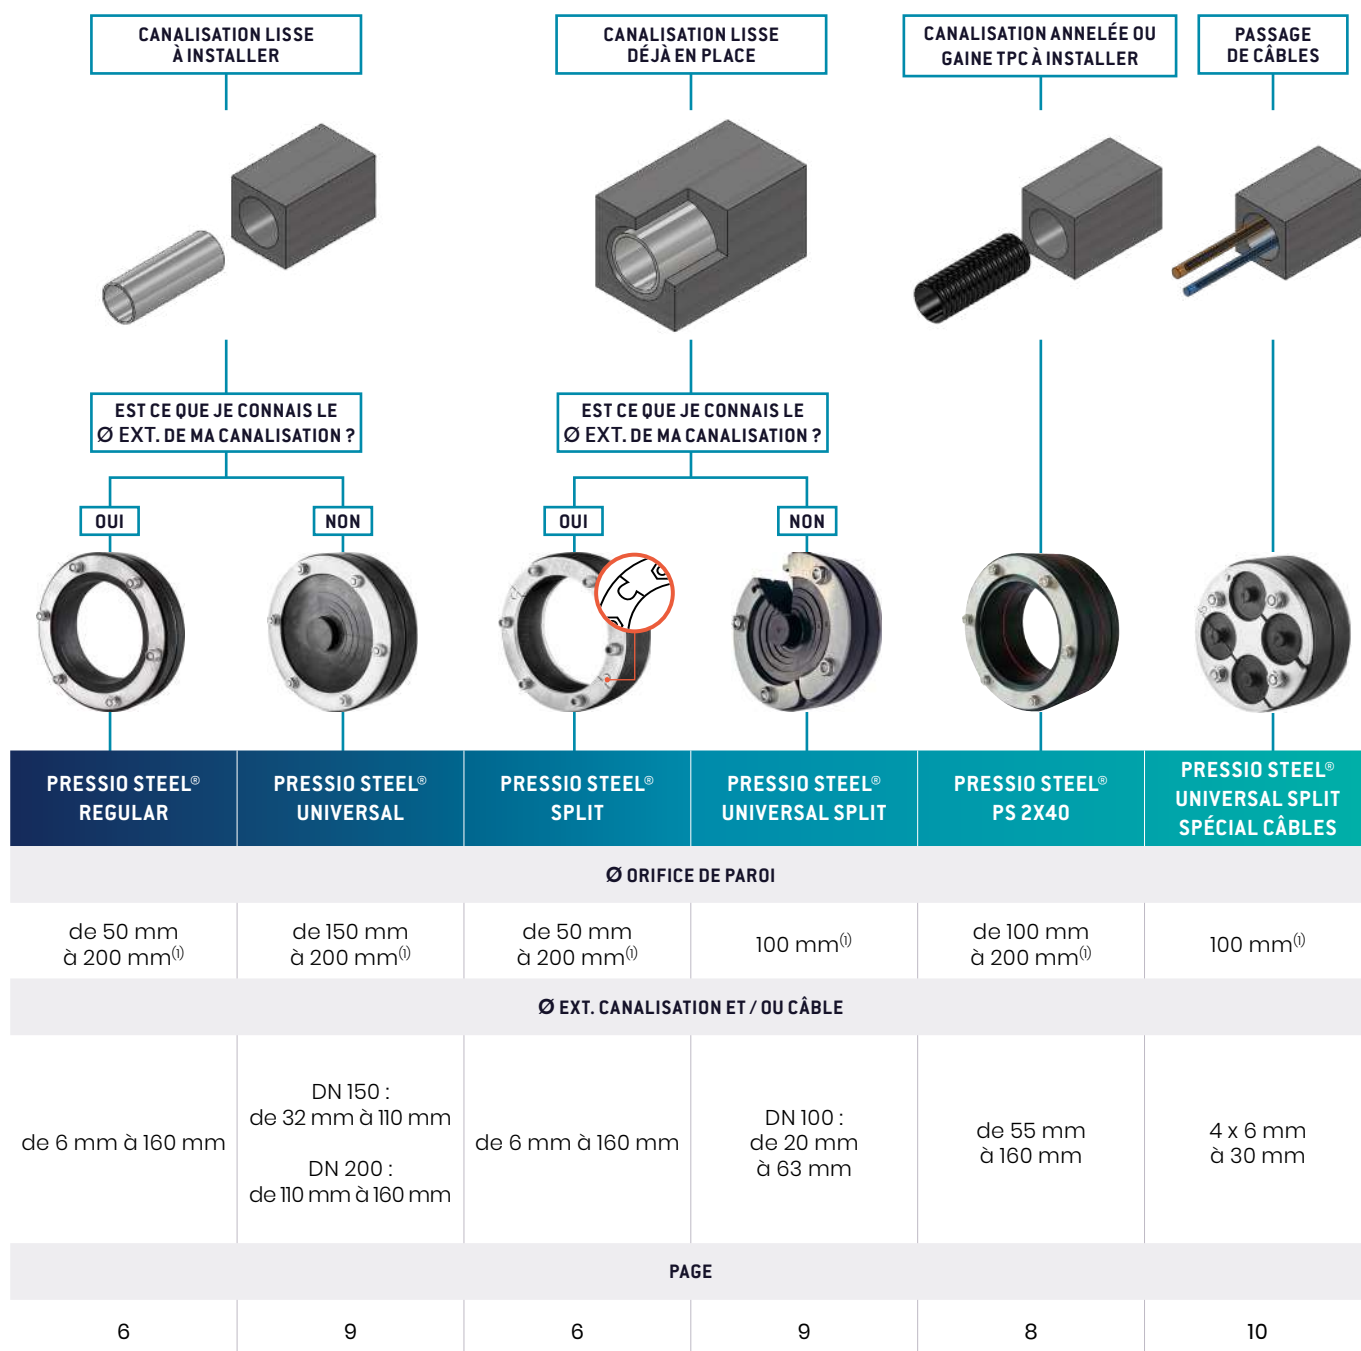 CANALISATION LISSE
À INSTALLER
CANALISATION LISSE
DÉJÀ EN PLACE
CANALISATION ANNELÉE OU
GAINE TPC À INSTALLER
PASSAGE
DE CÂBLES
EST CE QUE JE CONNAIS LE
Ø EXT. DE MA CANALISATION ?
EST CE QUE JE CONNAIS LE
Ø EXT. DE MA CANALISATION ?
OUI
NON
OUI
NON
PRESSIO STEEL®
REGULAR
PRESSIO STEEL®
UNIVERSAL
PRESSIO STEEL®
SPLIT
PRESSIO STEEL®
UNIVERSAL SPLIT
PRESSIO STEEL®
PS 2X40
PRESSIO STEEL®
UNIVERSAL SPLIT
SPÉCIAL CÂBLES
Ø ORIFICE DE PAROI
de 50 mm
à 200 mm(1)
de 150 mm
à 200 mm(1)
de 50 mm
à 200 mm(1)
100 mm(1)
de 100 mm
à 200 mm(1)
100 mm(1)
Ø EXT. CANALISATION ET / OU CÂBLE
de 6 mm à 160 mm
DN 150 :
de 32 mm à 110 mm
DN 200 :
de 110 mm à 160 mm
de 6 mm à 160 mm
DN 100 :
de 20 mm
à 63 mm
de 55 mm
à 160 mm
4 x 6 mm
à 30 mm
PAGE
6
9
6
9
8
10